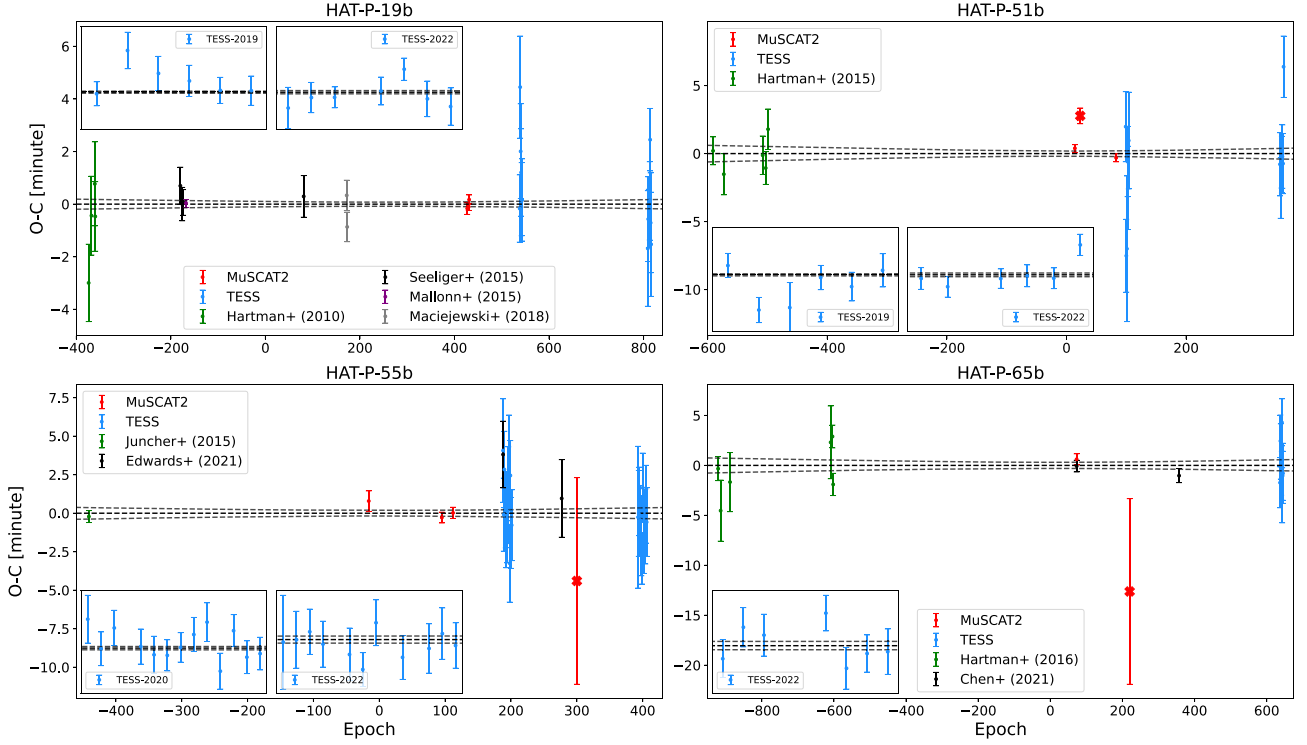 HAT-P-19b
O-C [minute]
6
4
2
0
−2
−4
TESS-2019
TESS-2022
MuSCAT2
TESS
Hartman+ (2010)
Seeliger+ (2015)
Mallonn+ (2015)
Maciejewski+ (2018)
−400 −200 0 200 400 600 800
HAT-P-51b
5
0
−5
−10
MuSCAT2
TESS
Hartman+ (2015)
TESS-2019
TESS-2022
−600 −400 −200 0 200
HAT-P-55b
O-C [minute]
7.5
5.0
2.5
0.0
−2.5
−5.0
−7.5
−10.0
MuSCAT2
TESS
Juncher+ (2015)
Edwards+ (2021)
TESS-2020
TESS-2022
−400 −300 −200 −100 0 100 200 300 400
Epoch
HAT-P-65b
5
0
−5
−10
−15
−20
TESS-2022
MuSCAT2
TESS
Hartman+ (2016)
Chen+ (2021)
−800 −600 −400 −200 0 200 400 600
Epoch